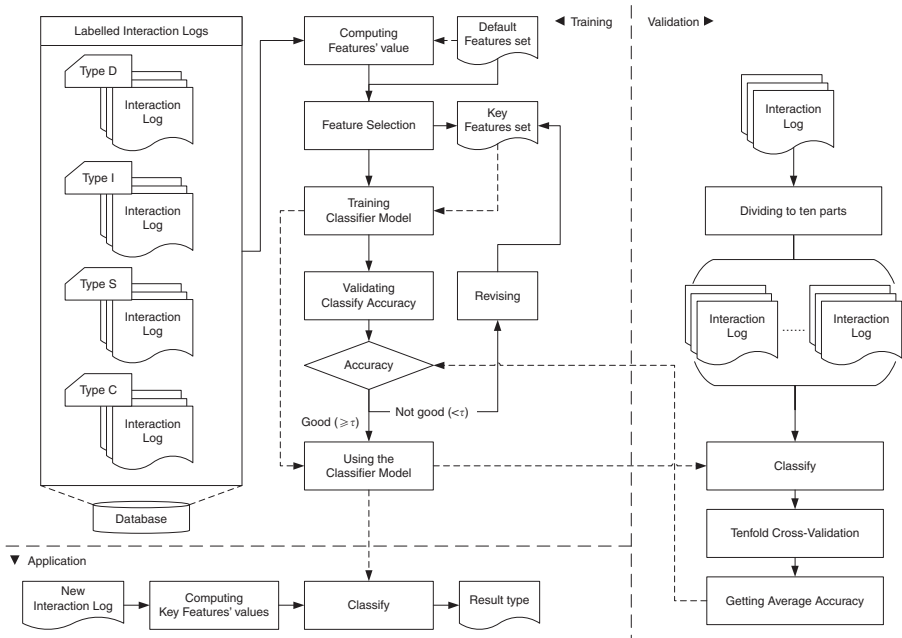 Labelled Interaction Logs
Type D
Interaction
Log
Type I
Interaction
Log
Type S
Interaction
Log
Type C
Interaction
Log
Database
◄ Training
Computing
Features' value
Default
Features set
Feature Selection
Key
Features set
Training
Classifier Model
Validating
Classify Accuracy
Revising
Accuracy
Not good (<τ)
Good (⩾τ)
Using the
Classifier Model
Validation ►
Interaction
Log
Dividing to ten parts
Interaction
Log
......
Interaction
Log
Classify
Tenfold Cross-Validation
Getting Average Accuracy
▼ Application
New
Interaction Log
Computing
Key Features' values
Classify
Result type